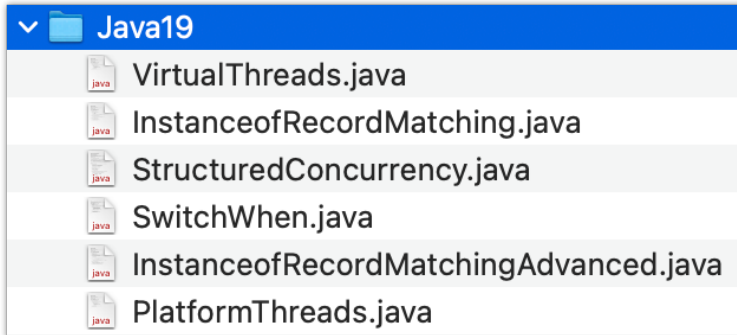 Java19
VirtualThreads.java
InstanceofRecordMatching.java
StructuredConcurrency.java
SwitchWhen.java
InstanceofRecordMatchingAdvanced.java
PlatformThreads.java